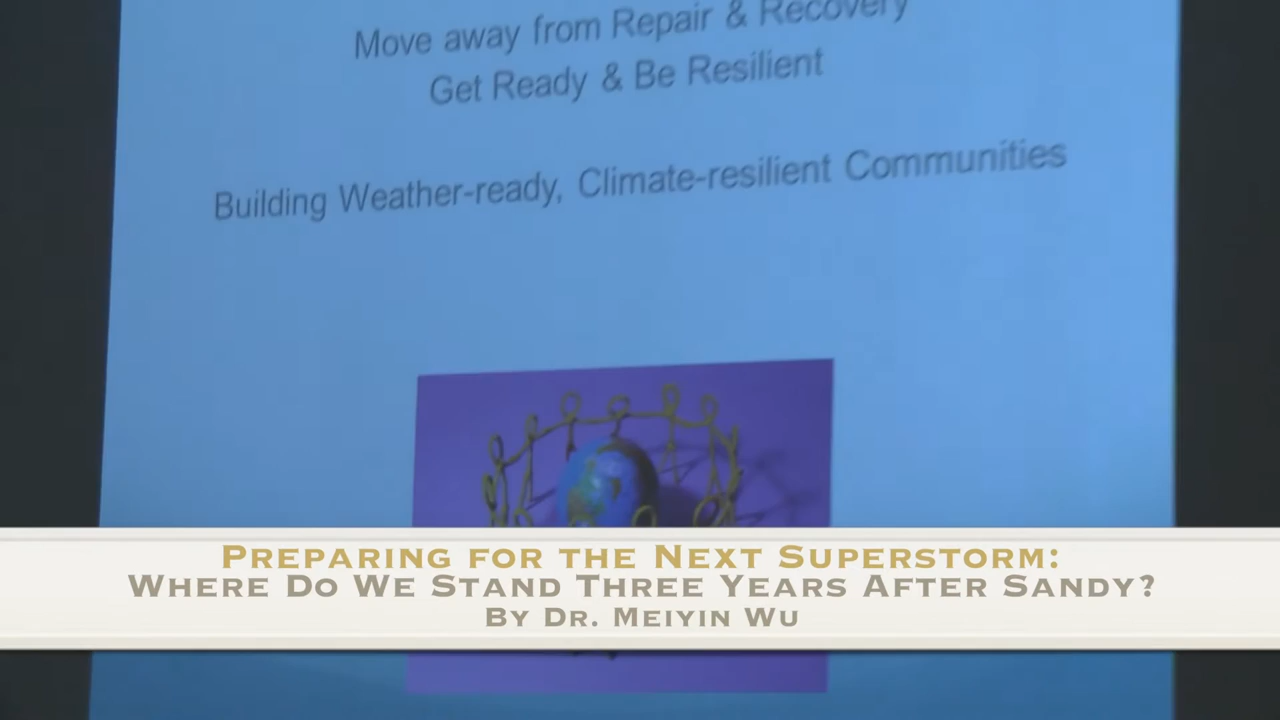 Move away from Repair & Recovery
Get Ready & Be Resilient
Building Weather-ready, Climate-resilient Communities
Preparing for the Next Superstorm:
Where Do We Stand Three Years After Sandy?
By Dr. Meiyin Wu